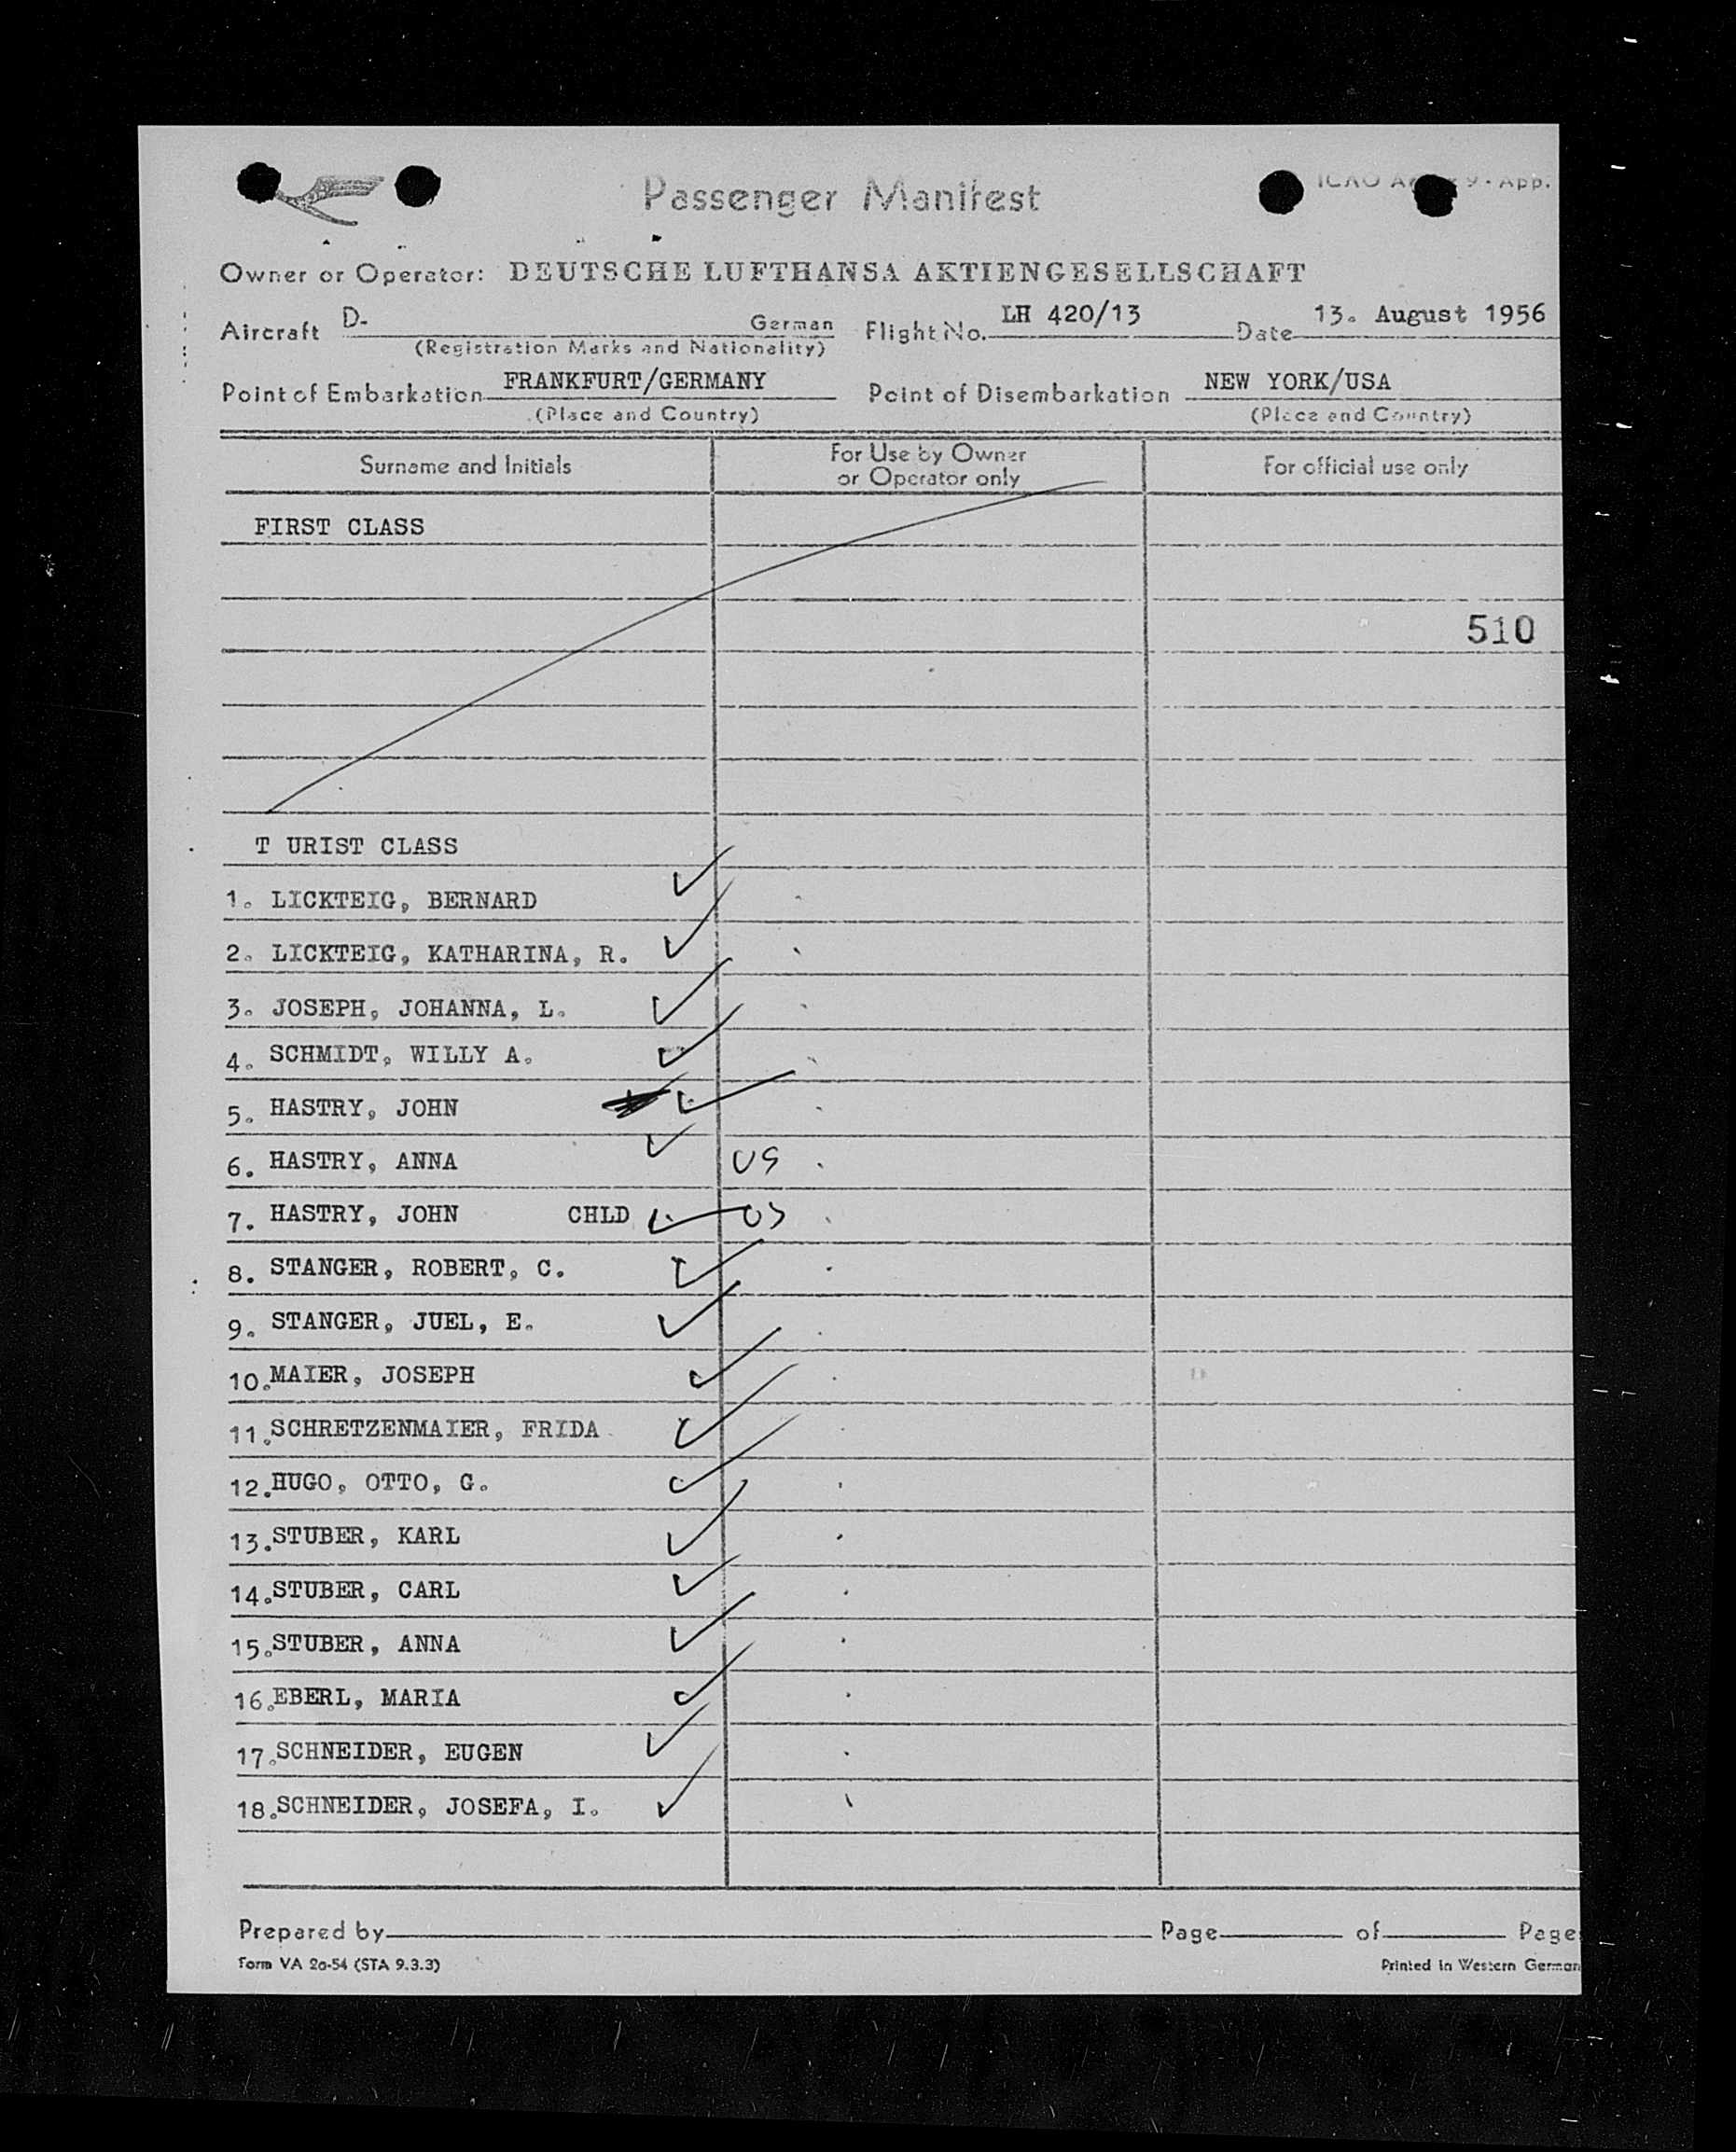 Passenger Manifest
ICAO 9 - App.
Owner or Operator: DEUTSCHE LUFTHANSA AKTIENGESELLSCHAFT
Aircraft D- German Flight No. LH 420/13 Date 13. August 1956
(Registration Marks and Nationality)
Point of Embarkation FRANKFURT/GERMANY Point of Disembarkation NEW YORK/USA
(Place and Country) (Place and Country)
Surname and Initials For Use by Owner or Operator only For official use only
FIRST CLASS
510
T URIST CLASS
1. LICKTEIG, BERNARD
2. LICKTEIG, KATHARINA, R.
3. JOSEPH, JOHANNA, L.
4. SCHMIDT, WILLY A.
5. HASTRY, JOHN
6. HASTRY, ANNA US
7. HASTRY, JOHN CHLD US
8. STANGER, ROBERT, C.
9. STANGER, JUEL, E.
10. MAIER, JOSEPH
11. SCHRETZENMAIER, FRIDA
12. HUGO, OTTO, G.
13. STUBER, KARL
14. STUBER, CARL
15. STUBER, ANNA
16. EBERL, MARIA
17. SCHNEIDER, EUGEN
18. SCHNEIDER, JOSEFA, I.
Prepared by Page of Page
Form VA 2a-54 (STA 9.3.3) Printed in Western German